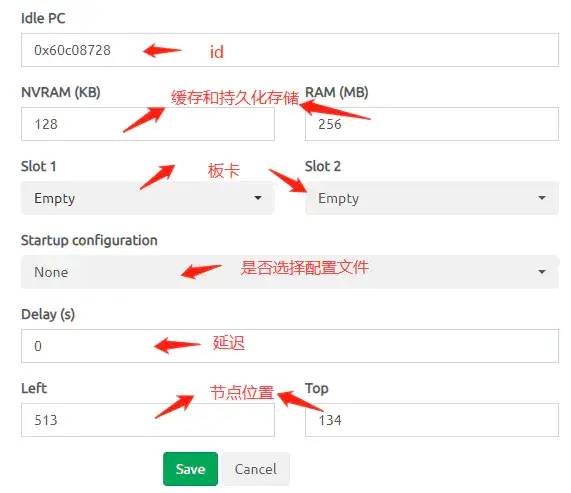 Idle PC
0x60c08728
id
NVRAM (KB)
缓存和持久化存储
RAM (MB)
128
256
Slot 1
板卡
Slot 2
Empty
Empty
Startup configuration
None
是否选择配置文件
Delay (s)
0
延迟
Left
节点位置
Top
513
134
Save
Cancel